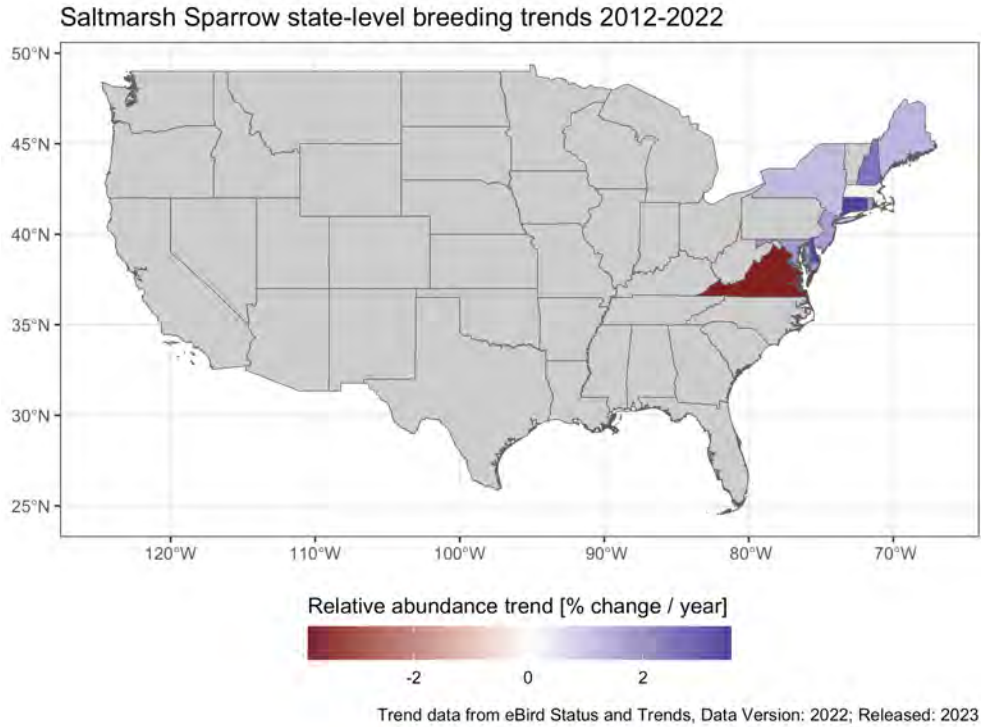 Saltmarsh Sparrow state-level breeding trends 2012-2022
50°N
45°N
40°N
35°N
30°N
25°N
120°W 110°W 100°W 90°W 80°W 70°W
Relative abundance trend [% change / year]
-2 0 2
Trend data from eBird Status and Trends, Data Version: 2022; Released: 2023